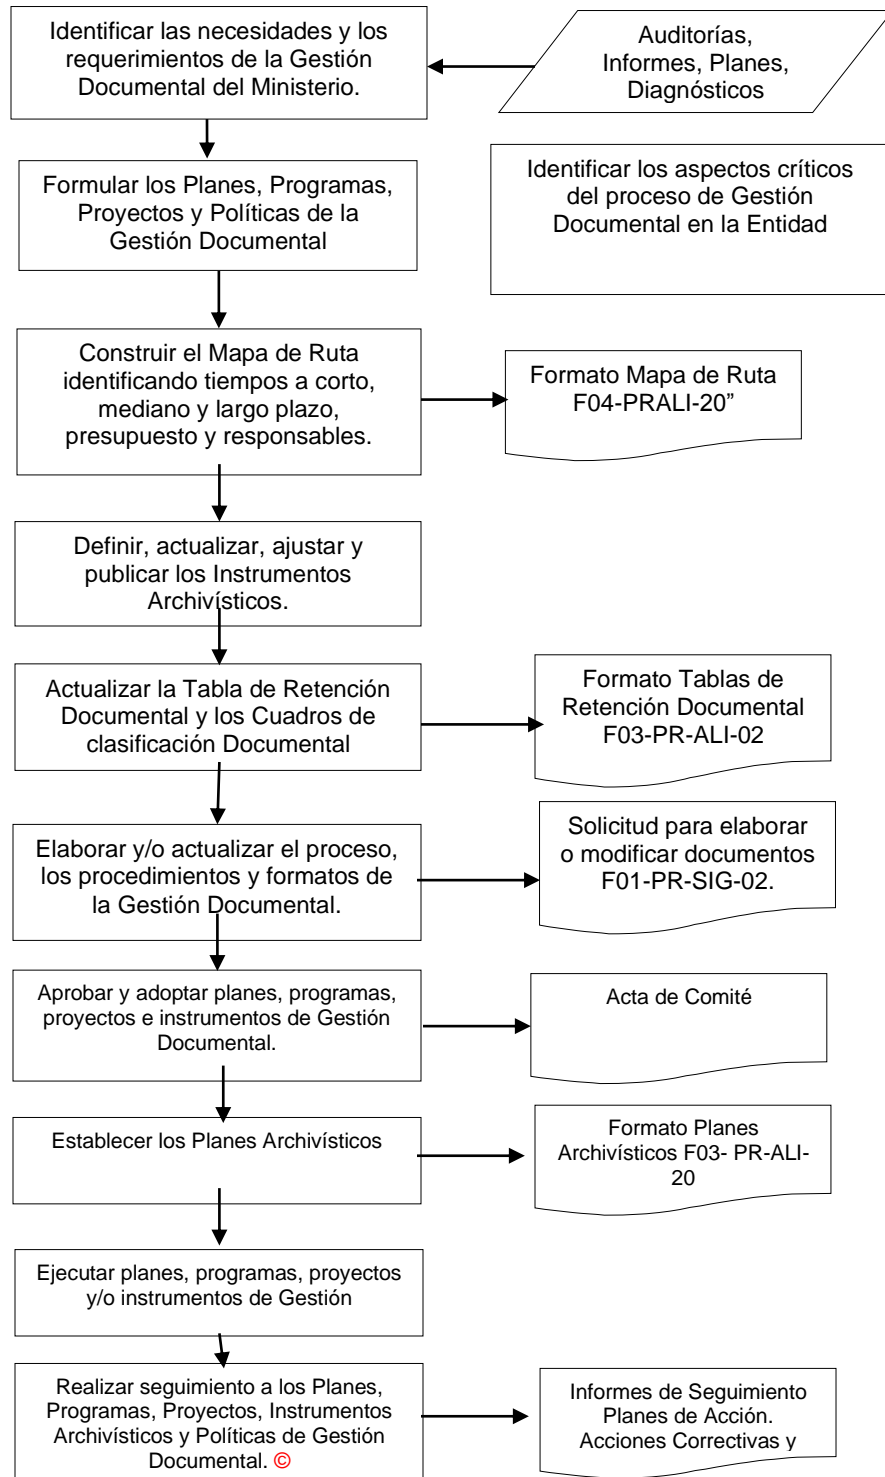 Identificar las necesidades y los
requerimientos de la Gestión
Documental del Ministerio.
Auditorías,
Informes, Planes,
Diagnósticos
Formular los Planes, Programas,
Proyectos y Políticas de la
Gestión Documental
Identificar los aspectos críticos
del proceso de Gestión
Documental en la Entidad
Construir el Mapa de Ruta
identificando tiempos a corto,
mediano y largo plazo,
presupuesto y responsables.
Formato Mapa de Ruta
F04-PRALI-20”
Definir, actualizar, ajustar y
publicar los Instrumentos
Archivísticos.
Actualizar la Tabla de Retención
Documental y los Cuadros de
clasificación Documental
Formato Tablas de
Retención Documental
F03-PR-ALI-02
Elaborar y/o actualizar el proceso,
los procedimientos y formatos de
la Gestión Documental.
Solicitud para elaborar
o modificar documentos
F01-PR-SIG-02.
Aprobar y adoptar planes, programas,
proyectos e instrumentos de Gestión
Documental.
Acta de Comité
Establecer los Planes Archivísticos
Formato Planes
Archivísticos F03- PR-ALI-
20
Ejecutar planes, programas, proyectos
y/o instrumentos de Gestión
Realizar seguimiento a los Planes,
Programas, Proyectos, Instrumentos
Archivísticos y Políticas de Gestión
Documental. ©
Informes de Seguimiento
Planes de Acción.
Acciones Correctivas y